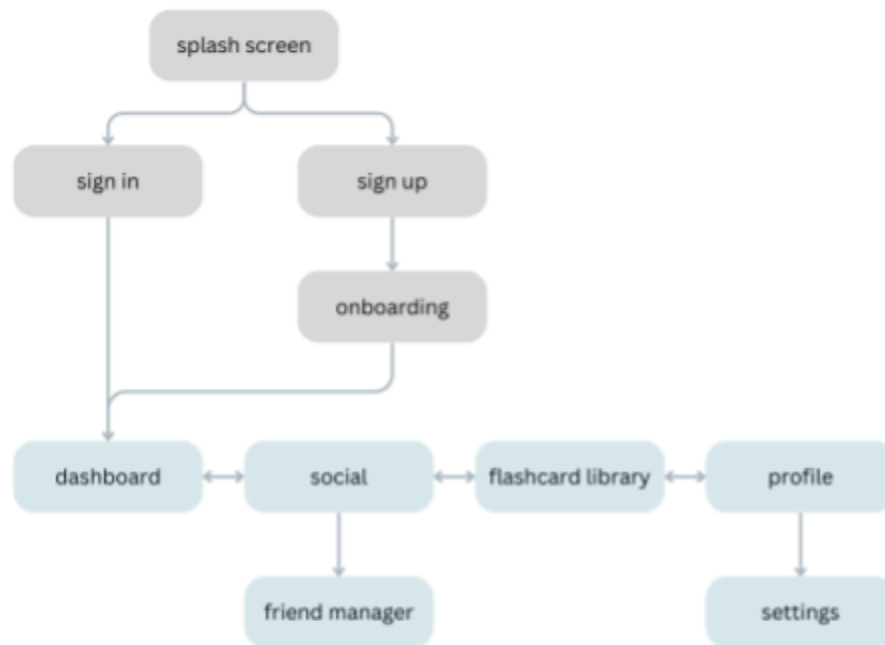 splash screen
sign in
sign up
onboarding
dashboard
social
flashcard library
profile
friend manager
settings